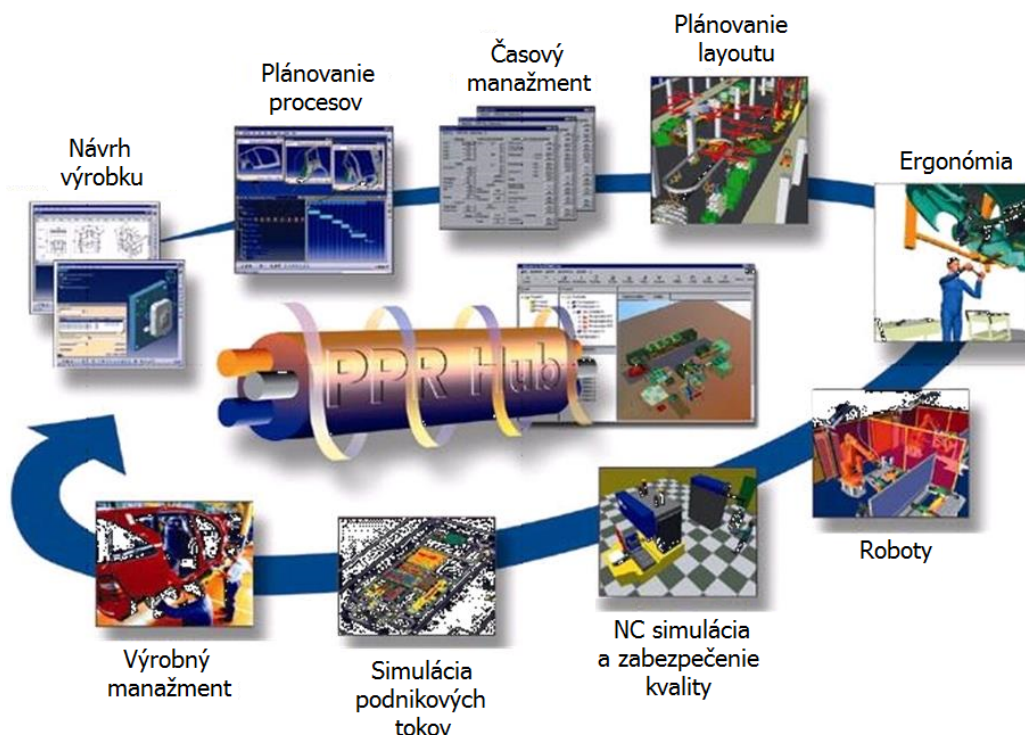 Návrh
výrobku
Plánovanie
procesov
Časový
manažment
Plánovanie
layoutu
Ergonómia
PPR Hub
Roboty
NC simulácia
a zabezpečenie
kvality
Simulácia
podnikových
tokov
Výrobný
manažment